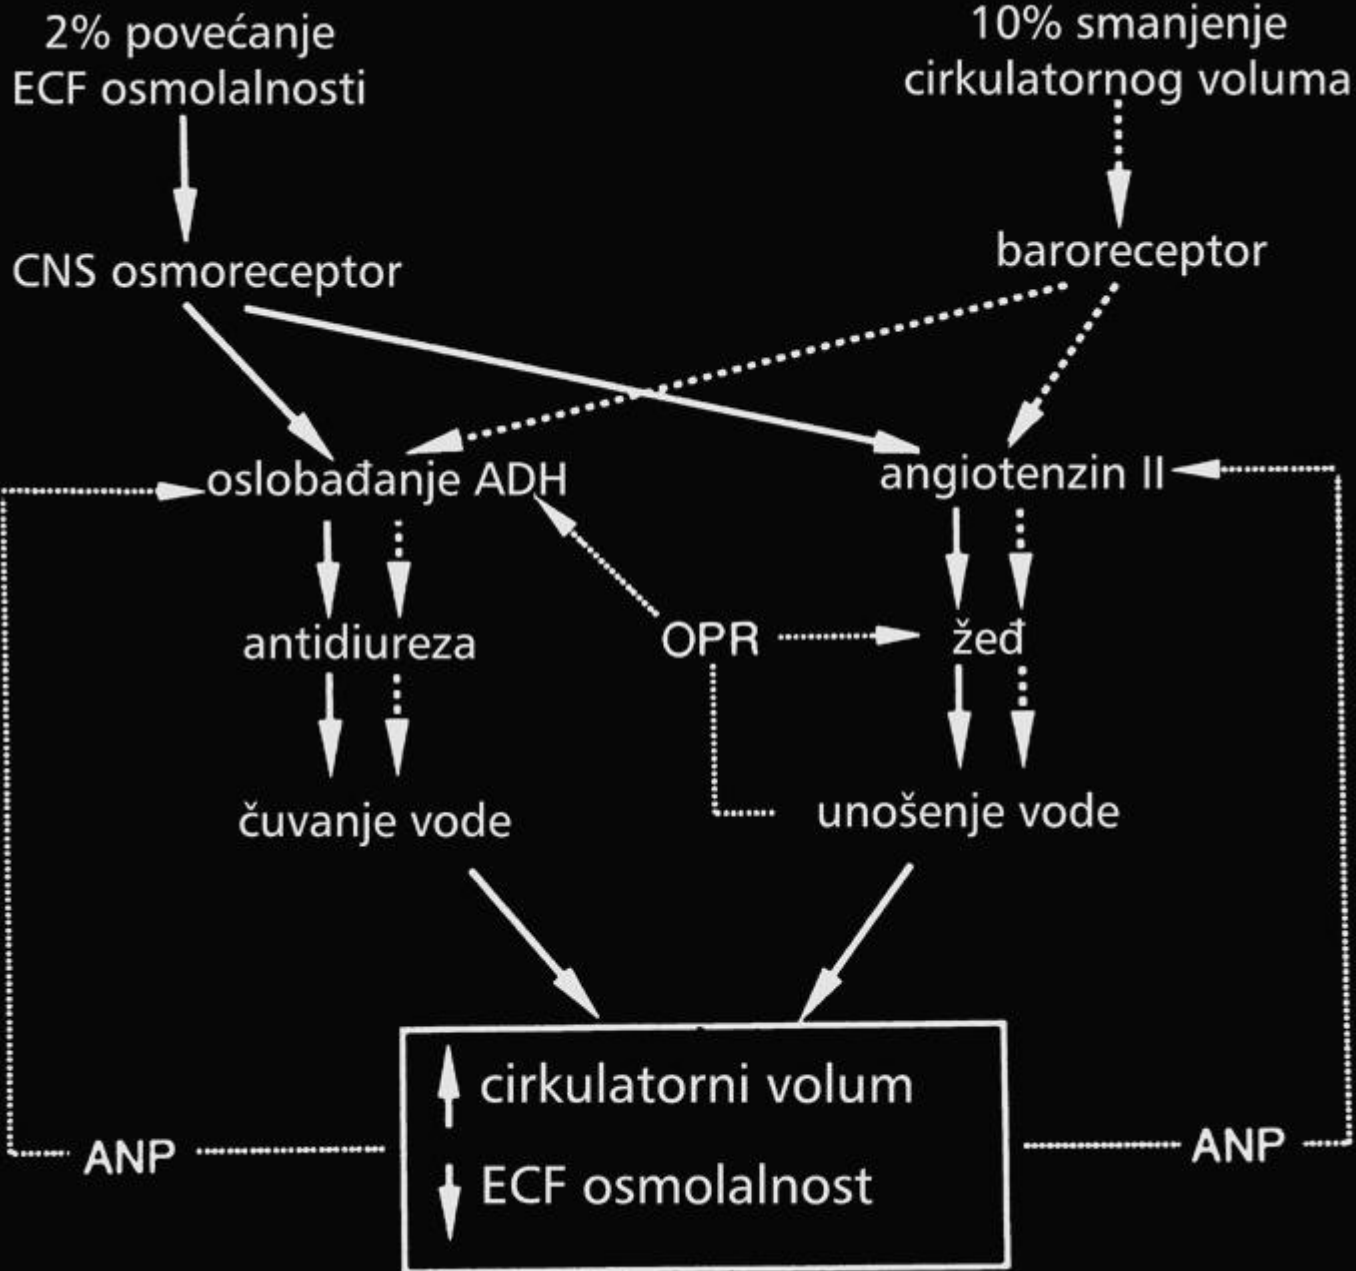 2% povećanje
ECF osmolalnosti
10% smanjenje
cirkulatornog voluma
CNS osmoreceptor
baroreceptor
oslobađanje ADH
angiotenzin II
antidiureza
OPR
žeđ
čuvanje vode
unošenje vode
cirkulatorni volum
ECF osmolalnost
ANP
ANP